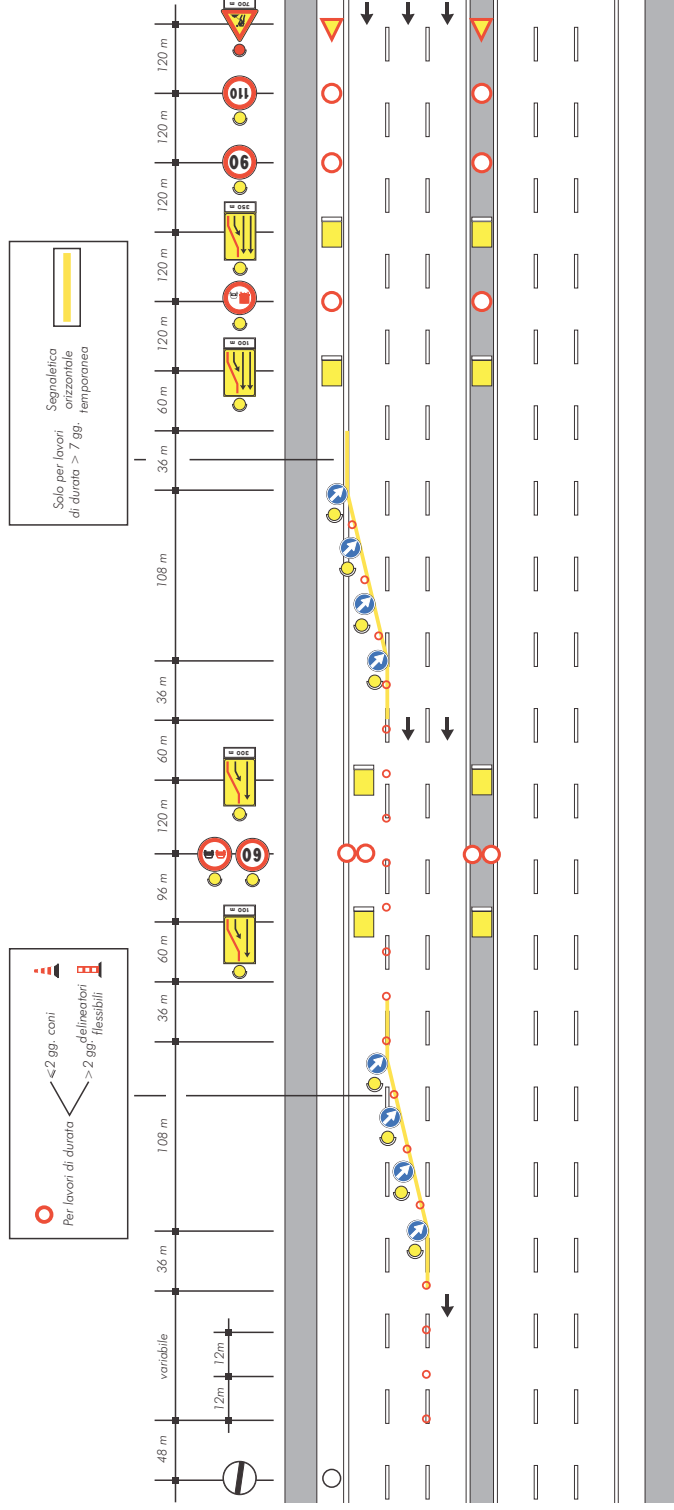 700 m
120 m
110
120 m
90
120 m
350 m
120 m
120 m
100 m
60 m
36 m
108 m
36 m
60 m
300 m
120 m
60
96 m
100 m
60 m
36 m
108 m
36 m
variabile
12m
12m
48 m
Segnaletica
orizzontale
temporanea
Solo per lavori
di durata > 7 gg.
Per lavori di durata
<2 gg. coni
>2 gg. delineatori
flessibili